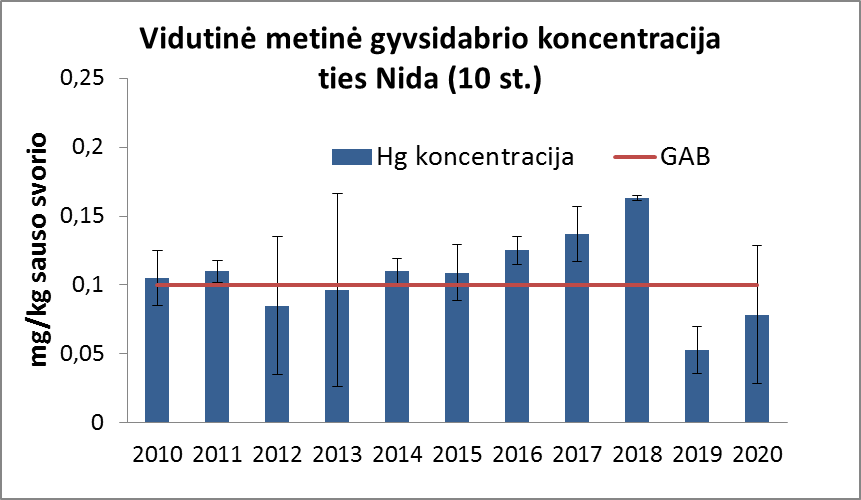 Vidutinė metinė gyvsidabrio koncentracija
ties Nida (10 st.)
mg/kg sauso svorio
0,25
0,2
0,15
0,1
0,05
0
Hg koncentracija GAB
2010 2011 2012 2013 2014 2015 2016 2017 2018 2019 2020